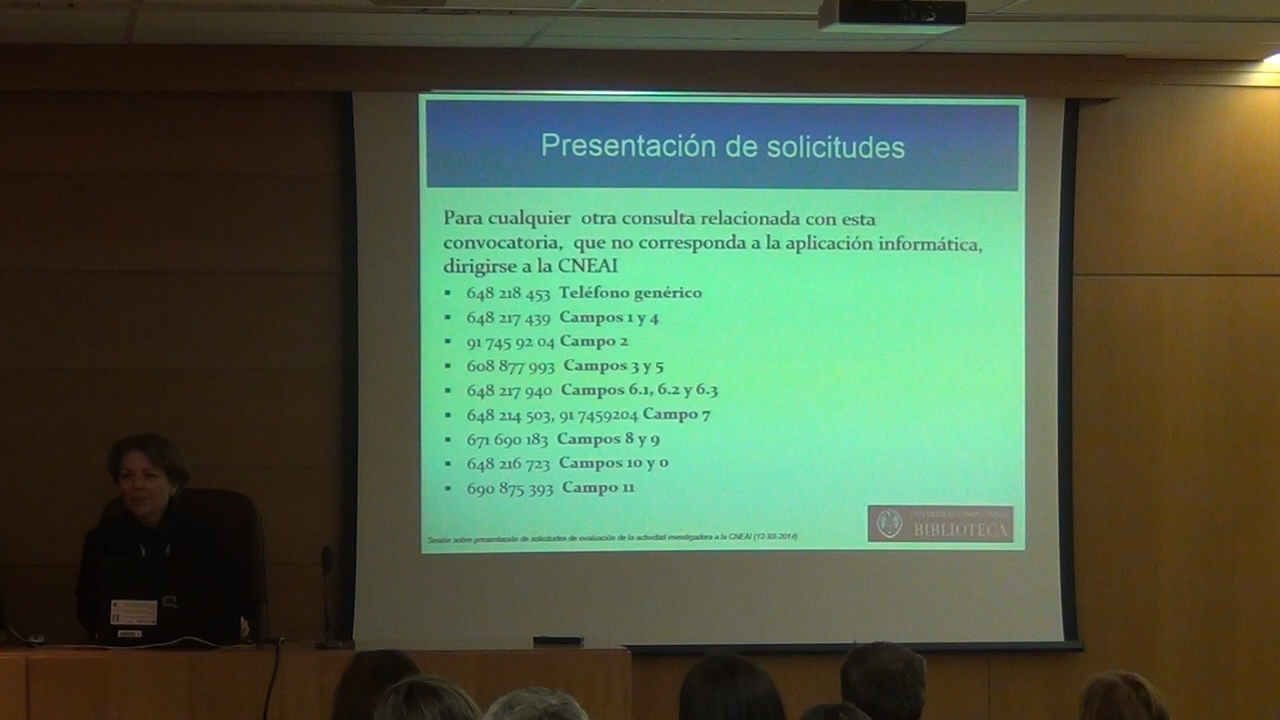 Presentación de solicitudes
Para cualquier otra consulta relacionada con esta
convocatoria, que no corresponda a la aplicación informática,
dirigirse a la CNEAI
▪ 648 218 453 Teléfono genérico
▪ 648 217 439 Campos 1 y 4
▪ 91 745 92 04 Campo 2
▪ 608 877 993 Campos 3 y 5
▪ 648 217 940 Campos 6.1, 6.2 y 6.3
▪ 648 214 503, 91 7459204 Campo 7
▪ 671 690 183 Campos 8 y 9
▪ 648 216 723 Campos 10 y 0
▪ 690 875 393 Campo 11
BIBLIOTECA
Sesión sobre presentación de solicitudes de evaluación de la actividad investigadora a la CNEAI (12-XII-2014)